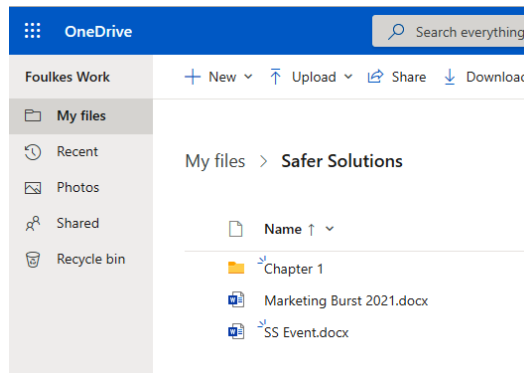 OneDrive
Search everything
Foulkes Work
New
Upload
Share
Download
My files
Recent
Photos
Shared
Recycle bin
My files > Safer Solutions
Name ↑
Chapter 1
Marketing Burst 2021.docx
SS Event.docx